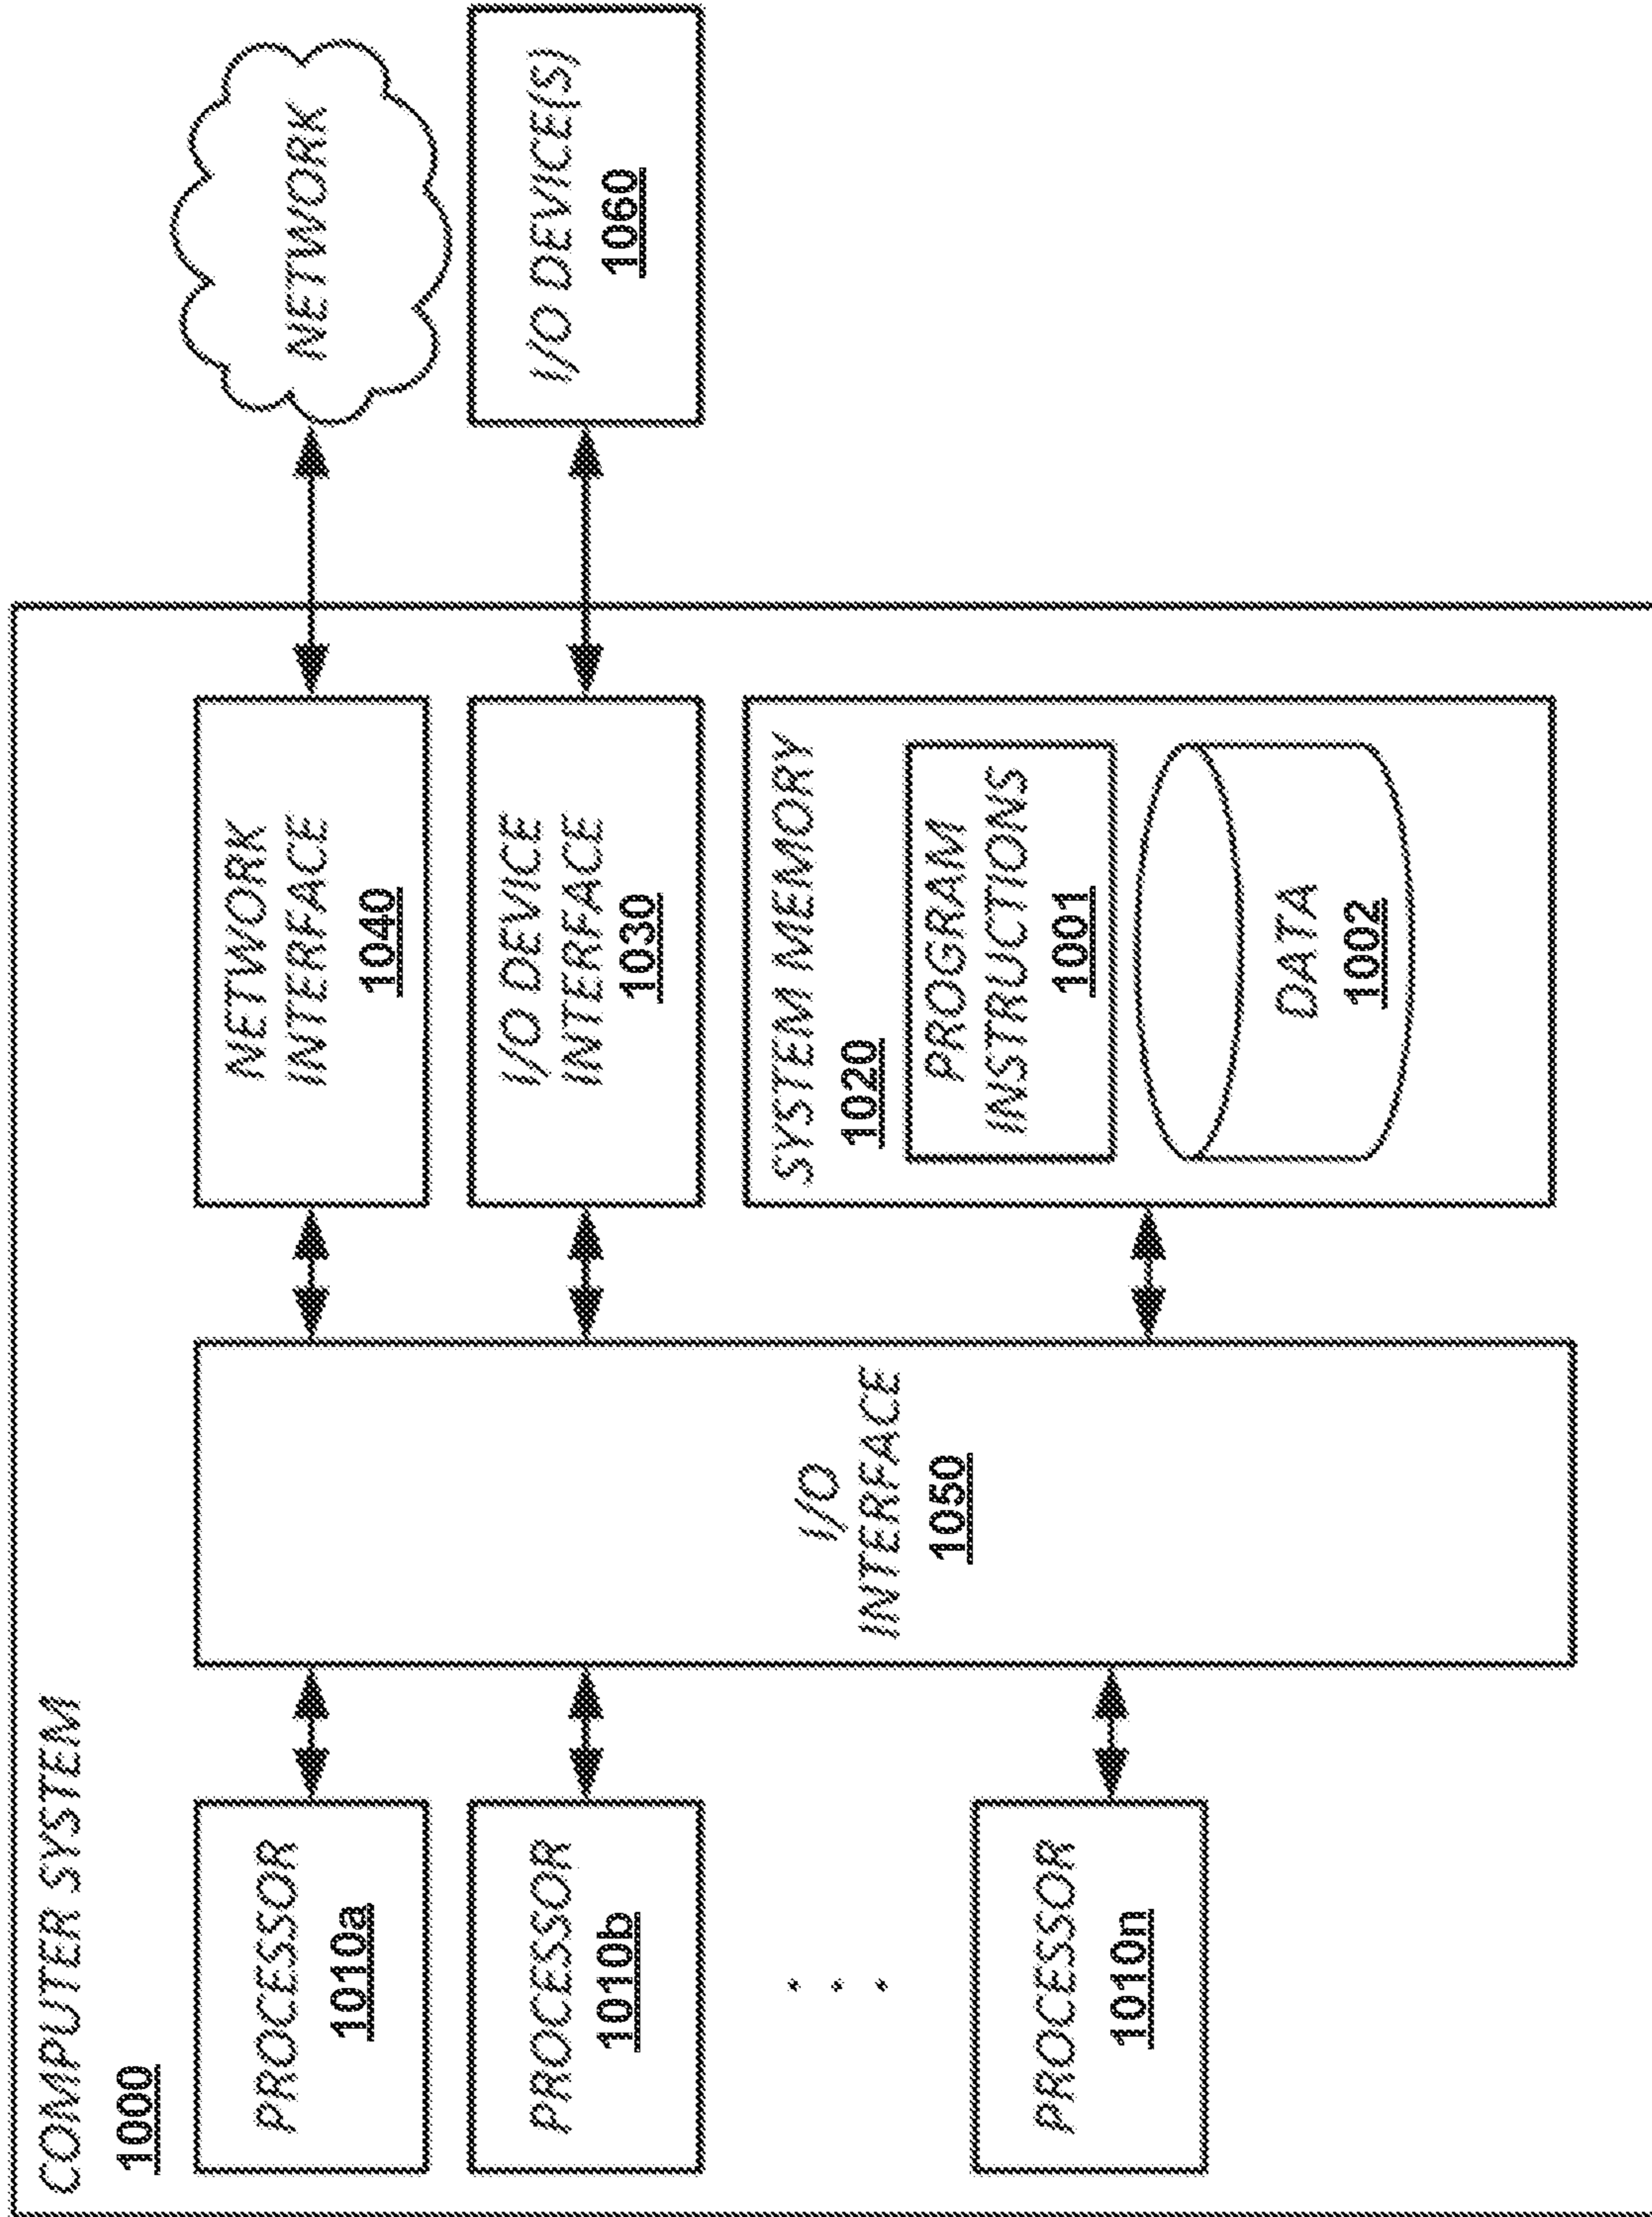 COMPUTER SYSTEM
1000
PROCESSOR
1010a
PROCESSOR
1010b
. . .
PROCESSOR
1010n
I/O
INTERFACE
1050
NETWORK
INTERFACE
1040
I/O DEVICE
INTERFACE
1030
SYSTEM MEMORY
1020
PROGRAM
INSTRUCTIONS
1001
DATA
1002
NETWORK
I/O DEVICE(S)
1060